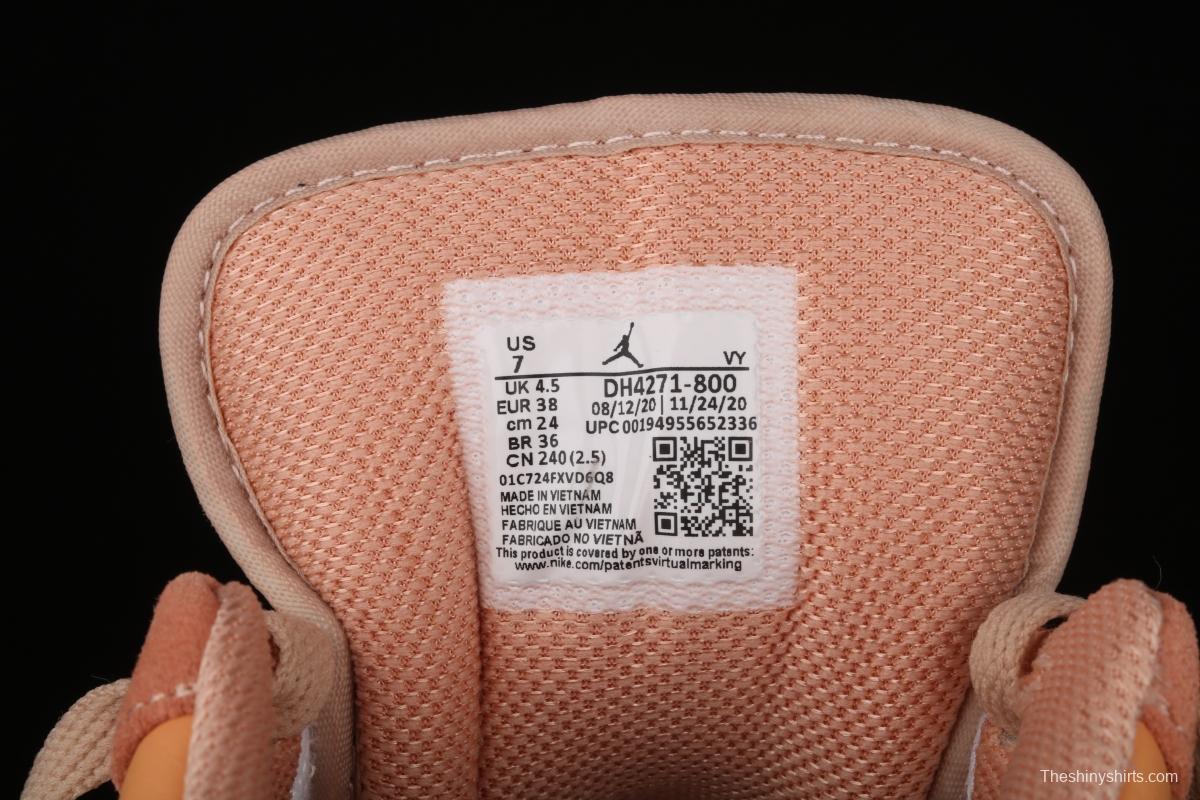 US
7
VY
UK 4.5
DH4271-800
EUR 38
08/12/20 | 11/24/20
cm 24
UPC 00194955652336
BR 36
CN 240 (2.5)
01C724FXVD6Q8
MADE IN VIETNAM
HECHO EN VIETNAM
FABRIQUE AU VIETNAM
FABRICADO NO VIETNÃ
This product is covered by one or more patents:
www.nike.com/patentsvirtualmarking
Theshinyshirts.com